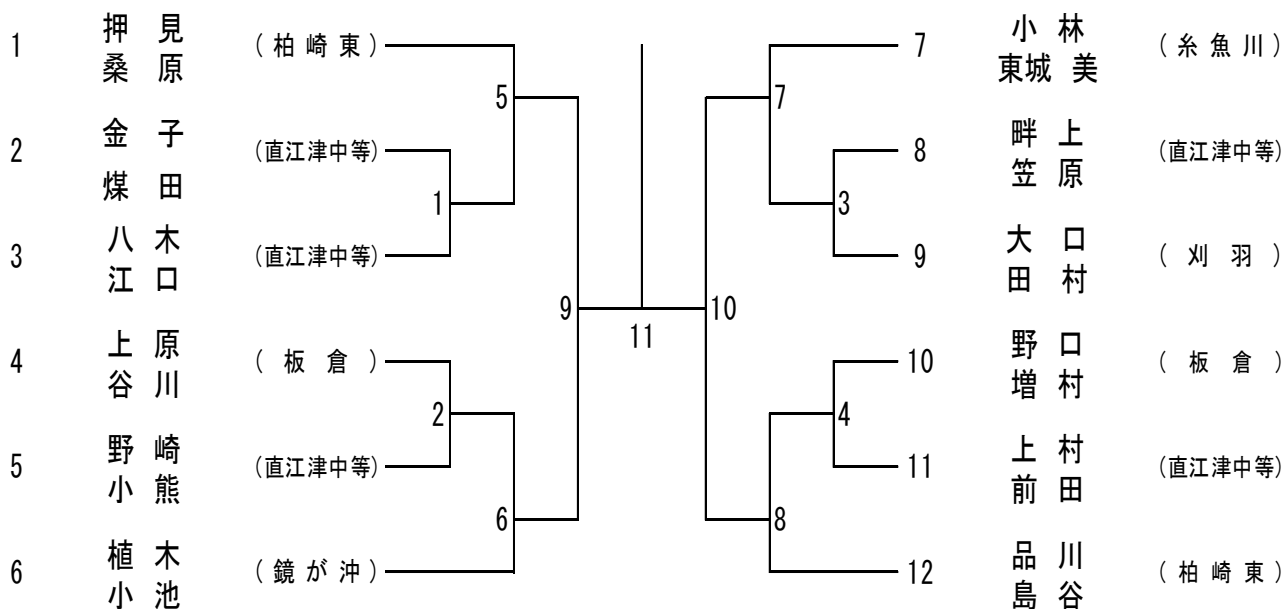 1 押見 桑原 (柏崎東)
2 金子 煤田 (直江津中等)
3 八木 江口 (直江津中等)
4 上原 谷川 (板倉)
5 野崎 小熊 (直江津中等)
6 植木 小池 (鏡が沖)
5
1
9
2
6
11
7
3
10
4
8
7 小林 東城美 (糸魚川)
8 畔上 笠原 (直江津中等)
9 大口 田村 (刈羽)
10 野口 増村 (板倉)
11 上村 前田 (直江津中等)
12 品川 島谷 (柏崎東)